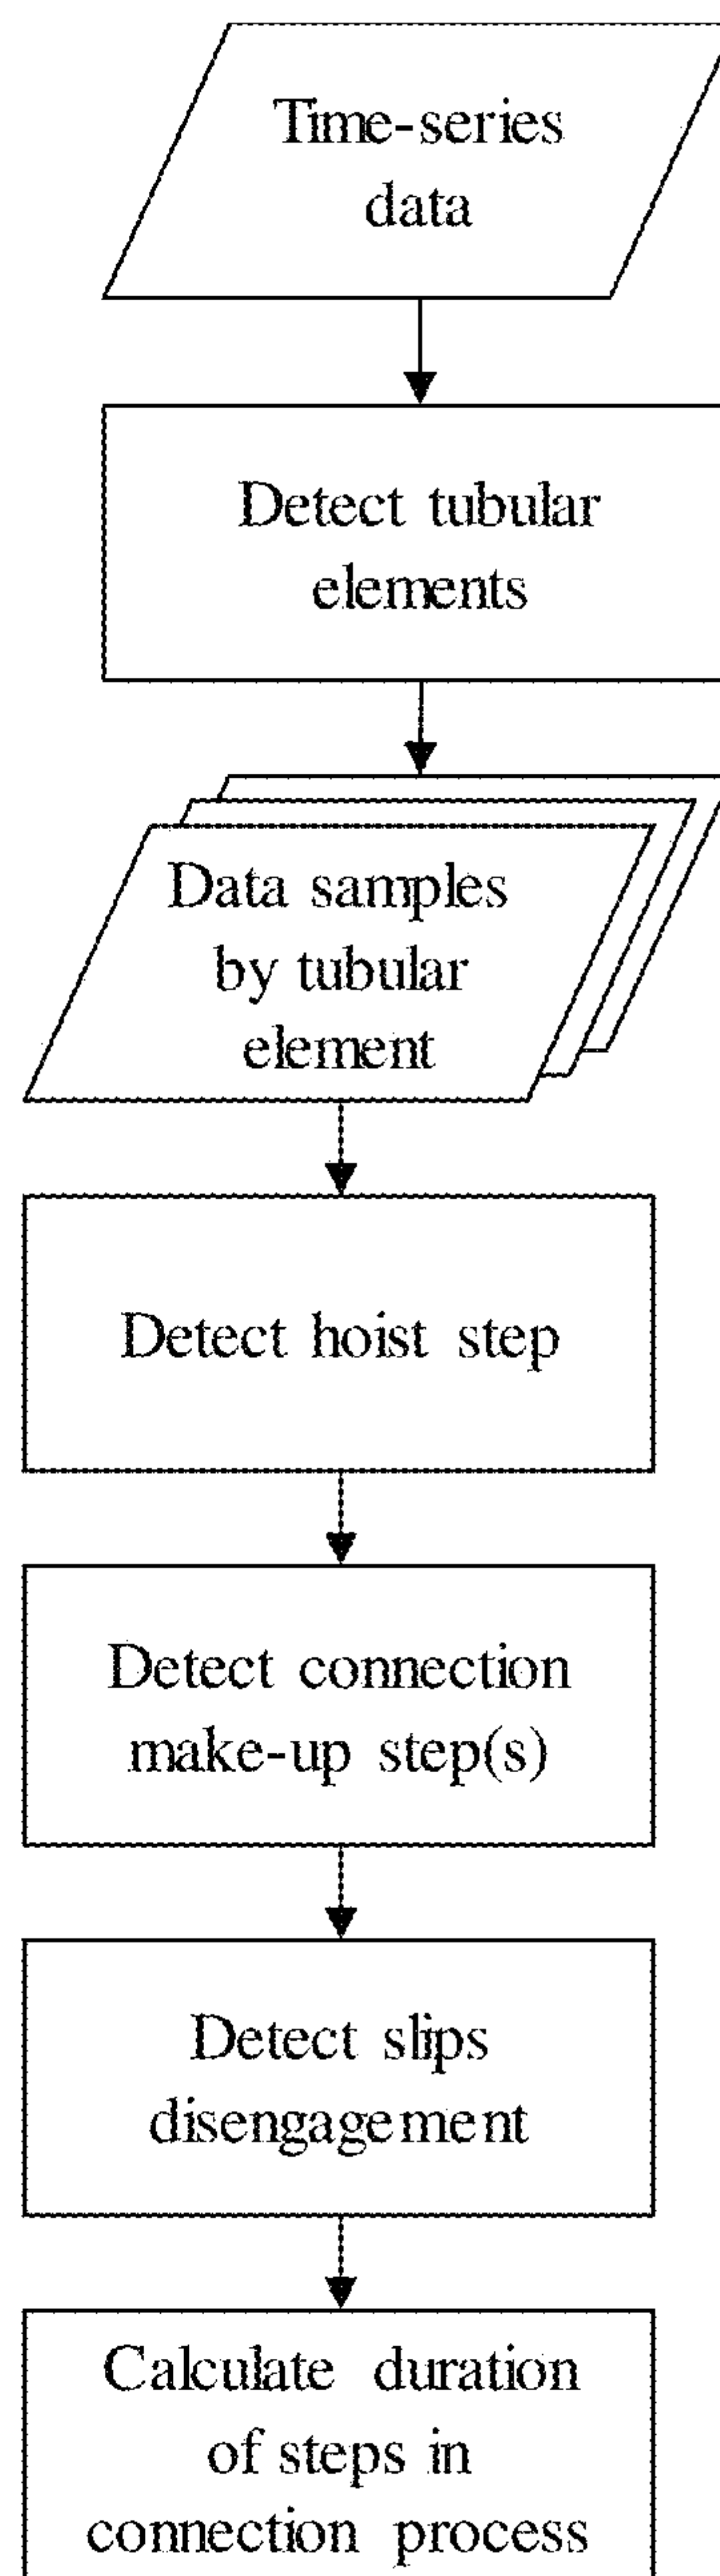 Time-series
data
Detect tubular
elements
Data samples
by tubular
element
Detect hoist step
Detect connection
make-up step(s)
Detect slips
disengagement
Calculate duration
of steps in
connection process